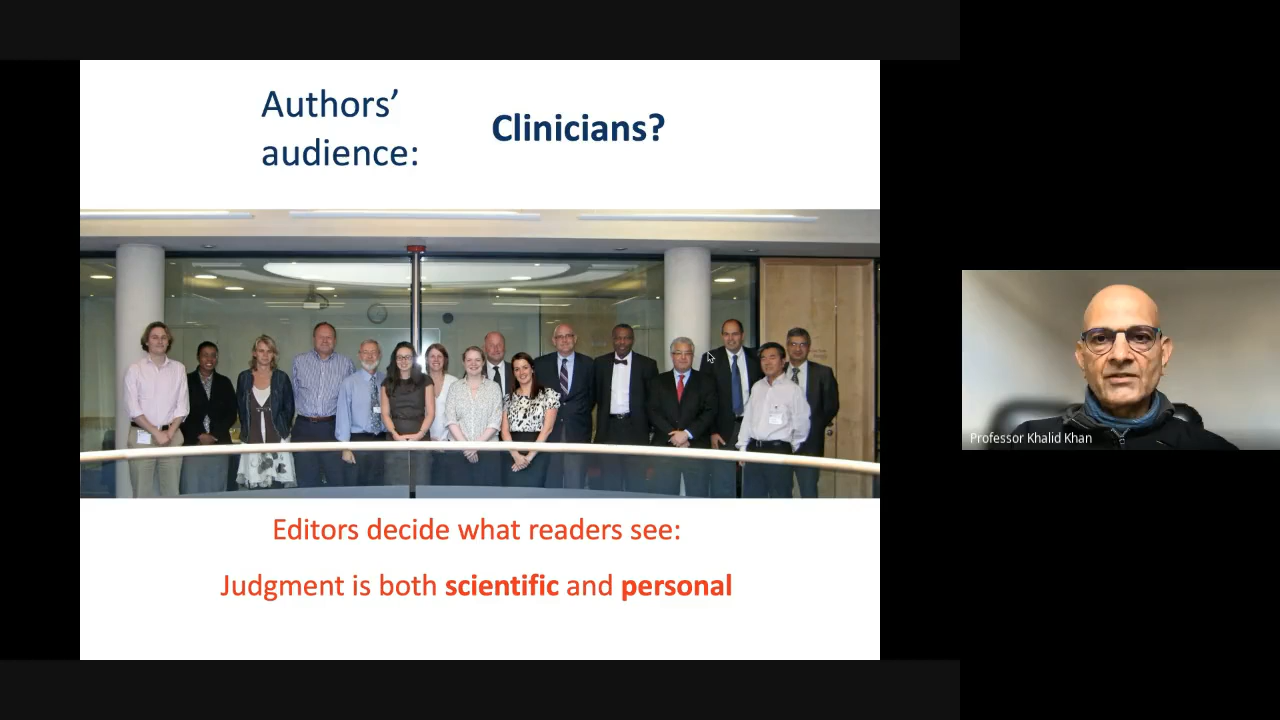 Authors’
audience:
Clinicians?
Editors decide what readers see:
Judgment is both scientific and personal
Professor Khalid Khan